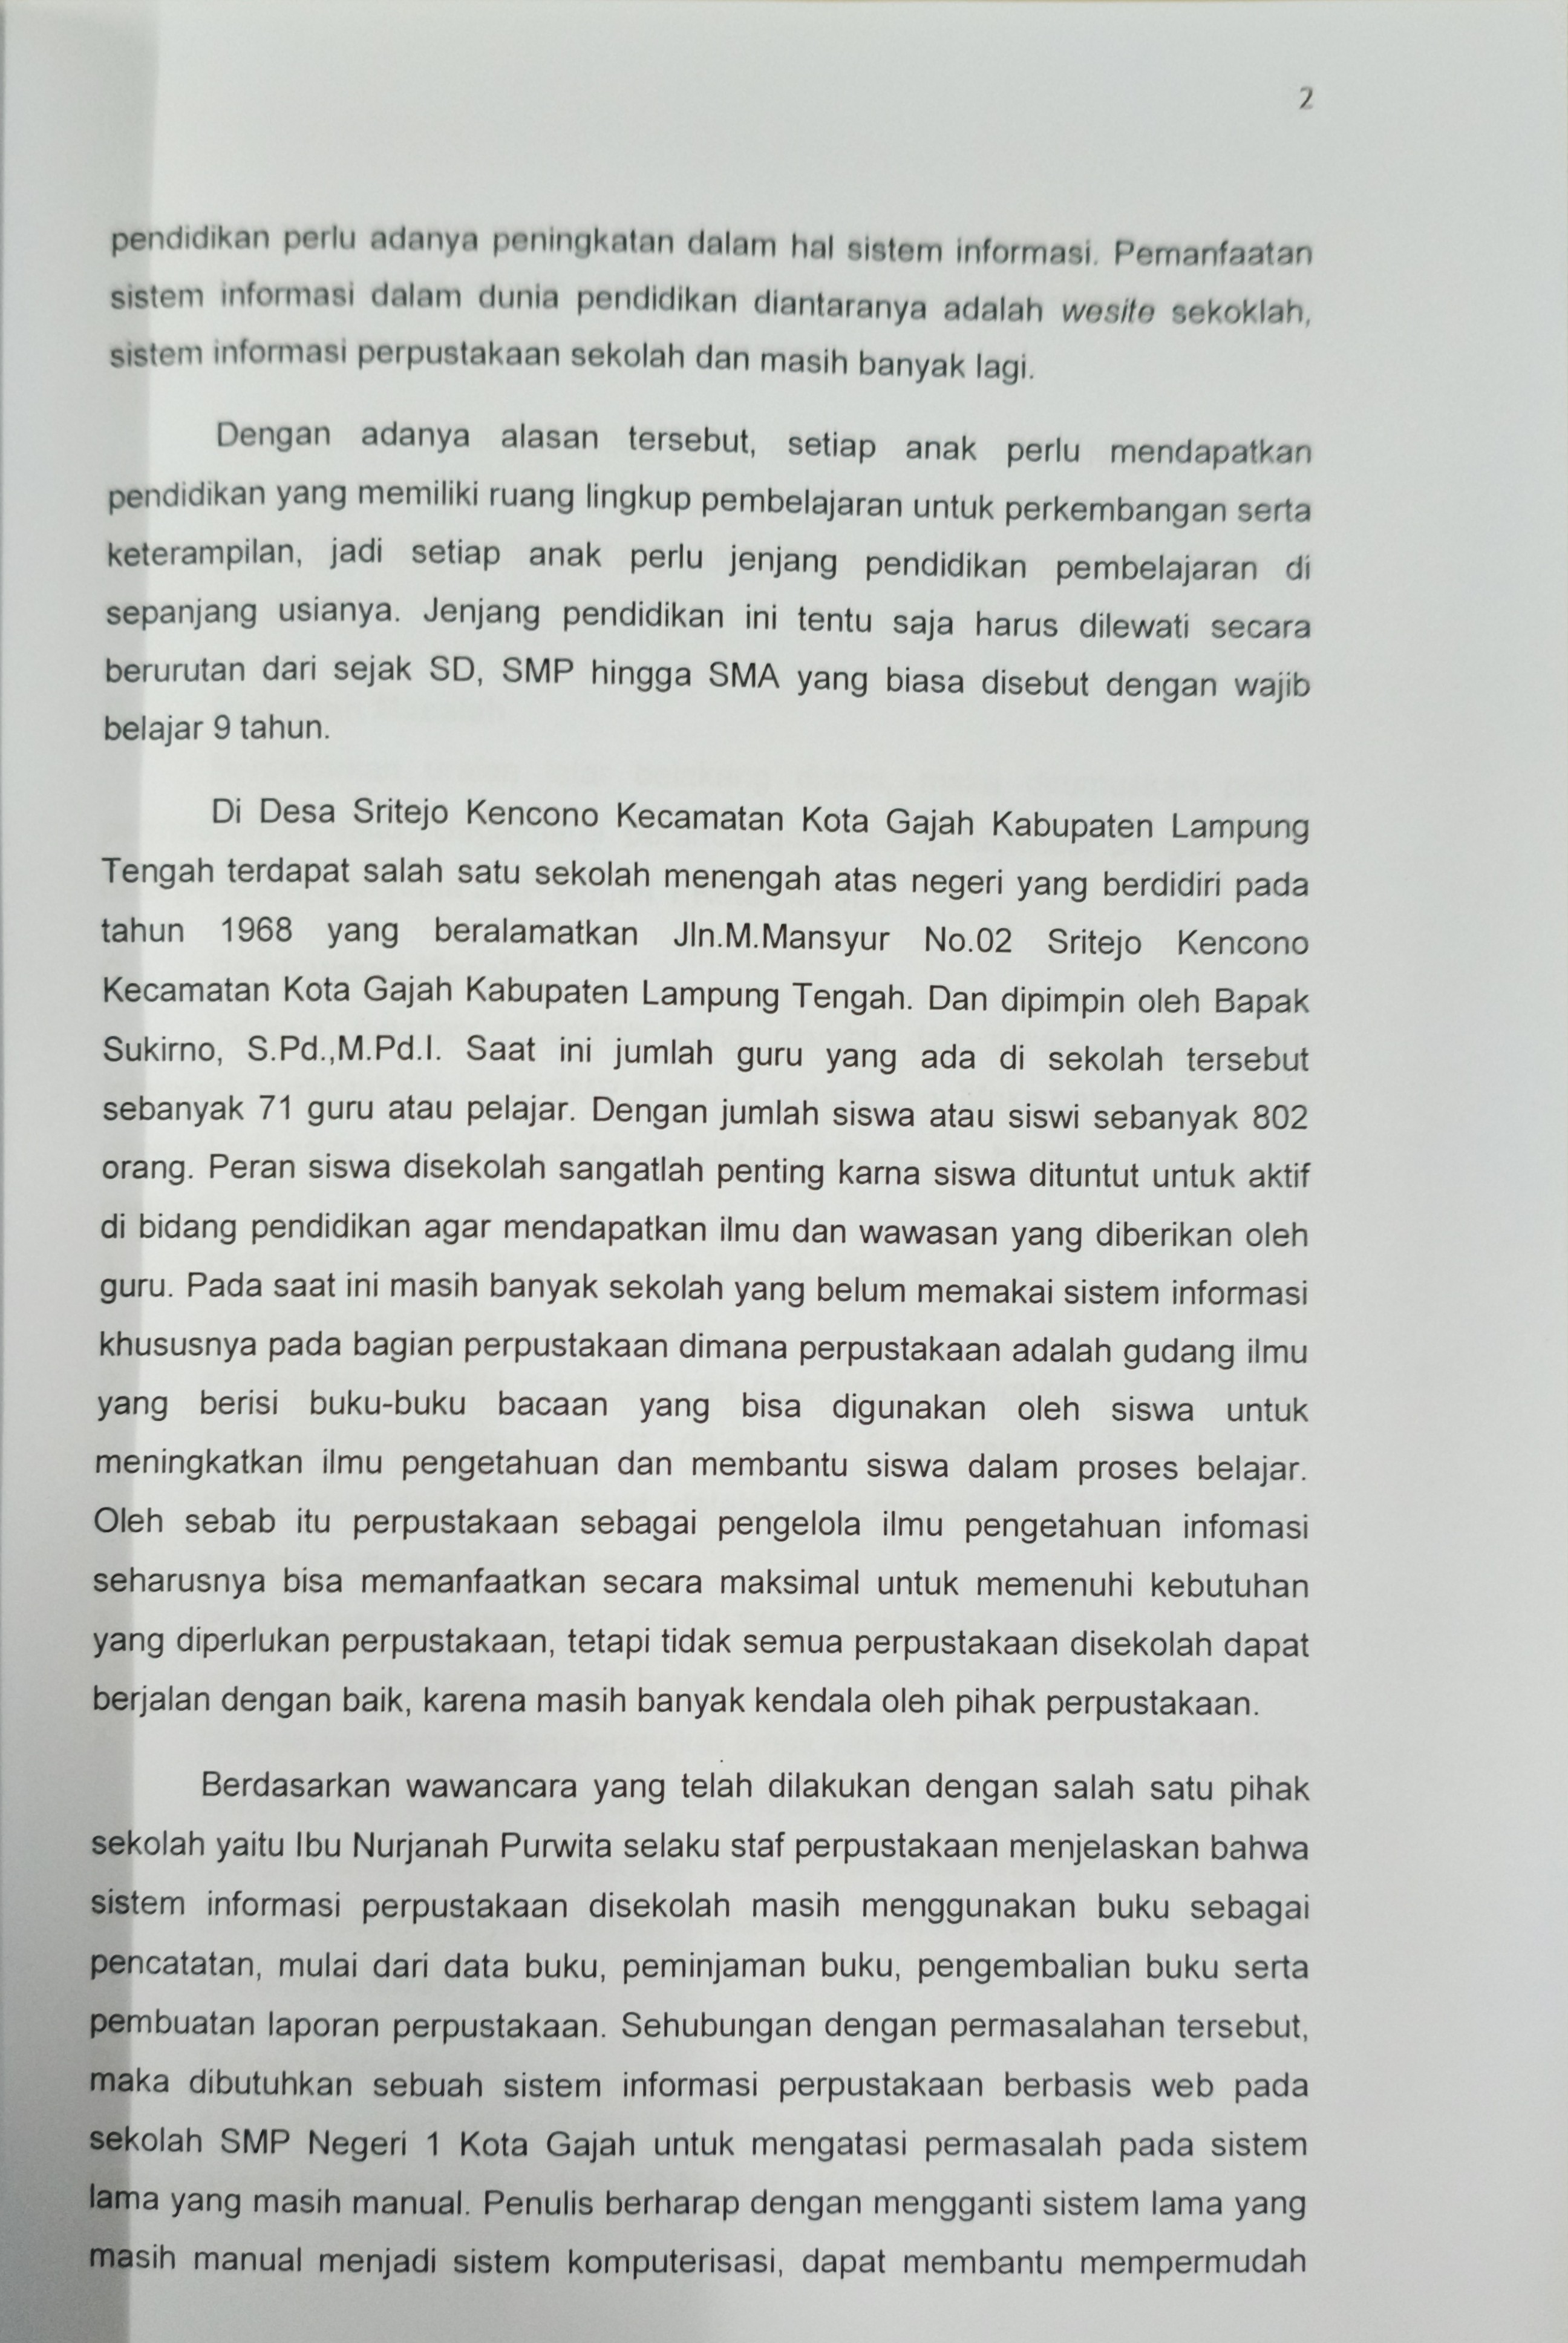 2
pendidikan perlu adanya peningkatan dalam hal sistem informasi. Pemanfaatan
sistem informasi dalam dunia pendidikan diantaranya adalah wesite sekoklah,
sistem informasi perpustakaan sekolah dan masih banyak lagi.
Dengan adanya alasan tersebut, setiap anak perlu mendapatkan
pendidikan yang memiliki ruang lingkup pembelajaran untuk perkembangan serta
keterampilan, jadi setiap anak perlu jenjang pendidikan pembelajaran di
sepanjang usianya. Jenjang pendidikan ini tentu saja harus dilewati secara
berurutan dari sejak SD, SMP hingga SMA yang biasa disebut dengan wajib
belajar 9 tahun.
Di Desa Sritejo Kencono Kecamatan Kota Gajah Kabupaten Lampung
Tengah terdapat salah satu sekolah menengah atas negeri yang berdidiri pada
tahun 1968 yang beralamatkan Jln.M.Mansyur No.02 Sritejo Kencono
Kecamatan Kota Gajah Kabupaten Lampung Tengah. Dan dipimpin oleh Bapak
Sukirno, S.Pd.,M.Pd.I. Saat ini jumlah guru yang ada di sekolah tersebut
sebanyak 71 guru atau pelajar. Dengan jumlah siswa atau siswi sebanyak 802
orang. Peran siswa disekolah sangatlah penting karna siswa dituntut untuk aktif
di bidang pendidikan agar mendapatkan ilmu dan wawasan yang diberikan oleh
guru. Pada saat ini masih banyak sekolah yang belum memakai sistem informasi
khususnya pada bagian perpustakaan dimana perpustakaan adalah gudang ilmu
yang berisi buku-buku bacaan yang bisa digunakan oleh siswa untuk
meningkatkan ilmu pengetahuan dan membantu siswa dalam proses belajar.
Oleh sebab itu perpustakaan sebagai pengelola ilmu pengetahuan infomasi
seharusnya bisa memanfaatkan secara maksimal untuk memenuhi kebutuhan
yang diperlukan perpustakaan, tetapi tidak semua perpustakaan disekolah dapat
berjalan dengan baik, karena masih banyak kendala oleh pihak perpustakaan.
Berdasarkan wawancara yang telah dilakukan dengan salah satu pihak
sekolah yaitu Ibu Nurjanah Purwita selaku staf perpustakaan menjelaskan bahwa
sistem informasi perpustakaan disekolah masih menggunakan buku sebagai
pencatatan, mulai dari data buku, peminjaman buku, pengembalian buku serta
pembuatan laporan perpustakaan. Sehubungan dengan permasalahan tersebut,
maka dibutuhkan sebuah sistem informasi perpustakaan berbasis web pada
sekolah SMP Negeri 1 Kota Gajah untuk mengatasi permasalah pada sistem
lama yang masih manual. Penulis berharap dengan mengganti sistem lama yang
masih manual menjadi sistem komputerisasi, dapat membantu mempermudah